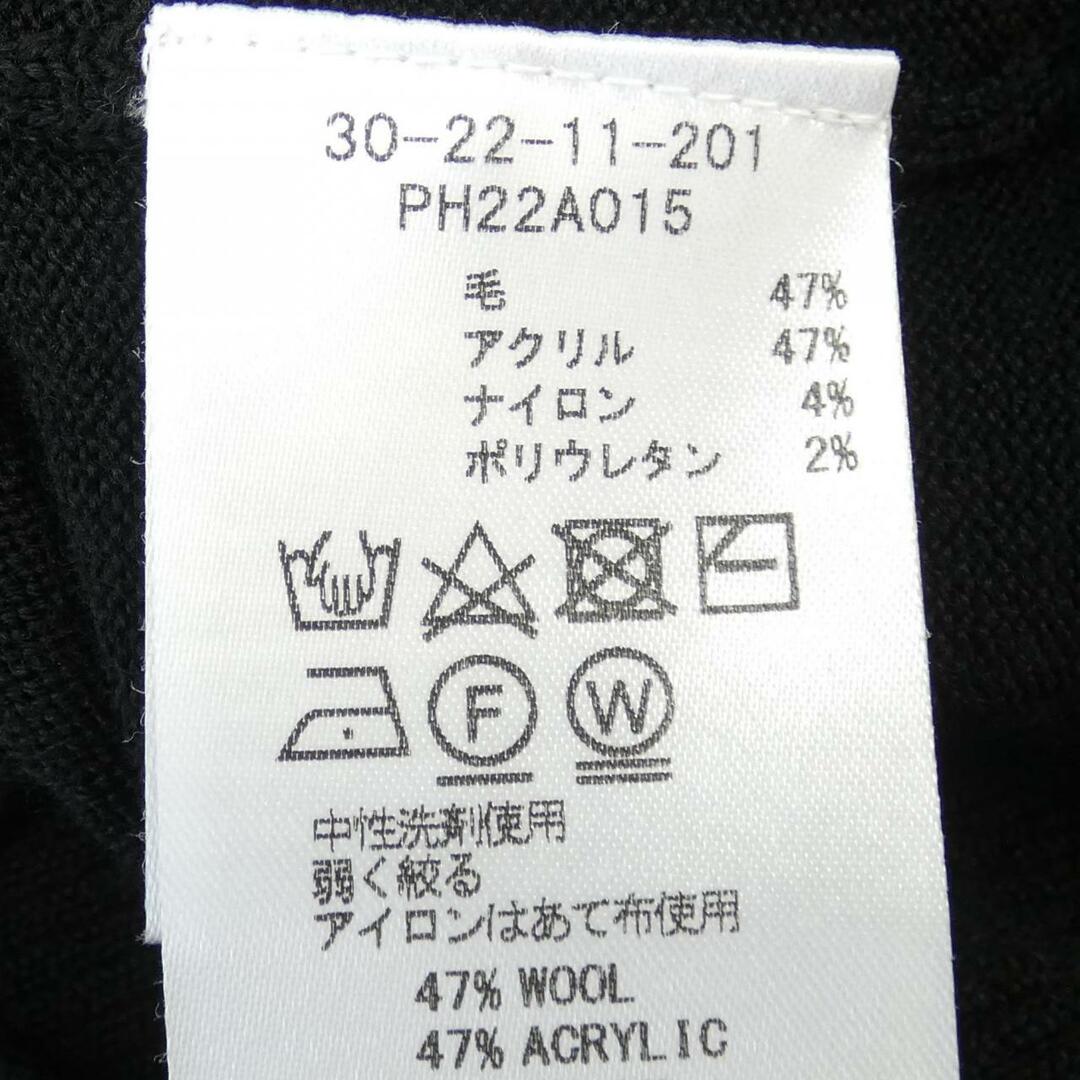 30-22-11-201
PH22A015
毛 47%
アクリル 47%
ナイロン 4%
ポリウレタン 2%
F W
中性洗剤使用
弱く絞る
アイロンはあて布使用
47% WOOL
47% ACRYLIC